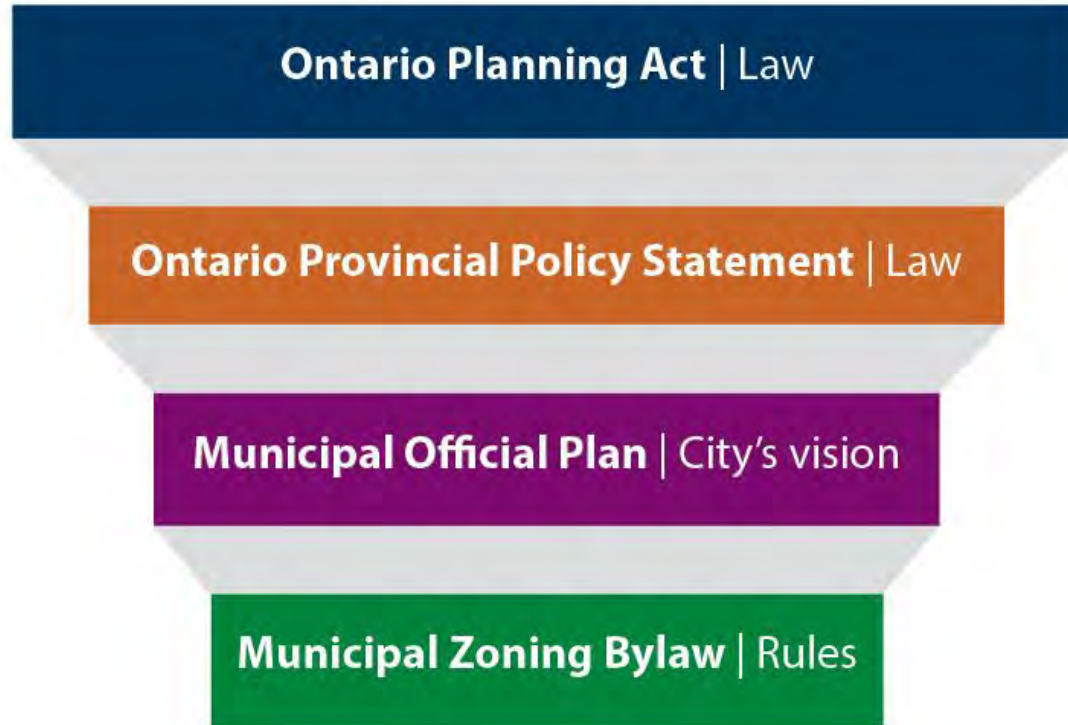 Ontario Planning Act | Law
Ontario Provincial Policy Statement | Law
Municipal Official Plan | City’s vision
Municipal Zoning Bylaw | Rules